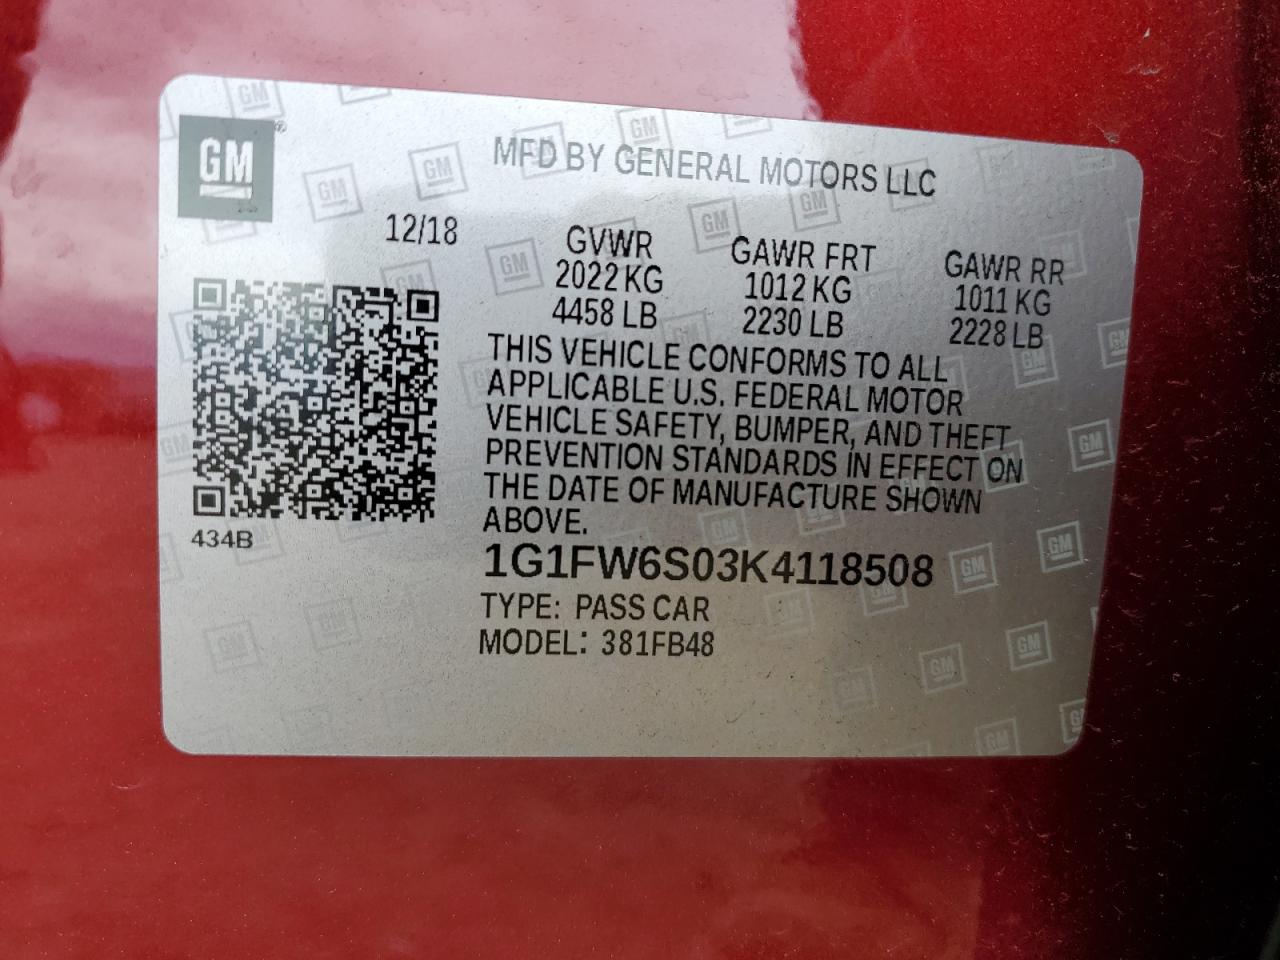 GM
MFD BY GENERAL MOTORS LLC
12/18
GVWR
2022 KG
4458 LB
GAWR FRT
1012 KG
2230 LB
GAWR RR
1011 KG
2228 LB
THIS VEHICLE CONFORMS TO ALL
APPLICABLE U.S. FEDERAL MOTOR
VEHICLE SAFETY, BUMPER, AND THEFT
PREVENTION STANDARDS IN EFFECT ON
THE DATE OF MANUFACTURE SHOWN
ABOVE.
434B
1G1FW6S03K4118508
TYPE: PASS CAR
MODEL: 381FB48